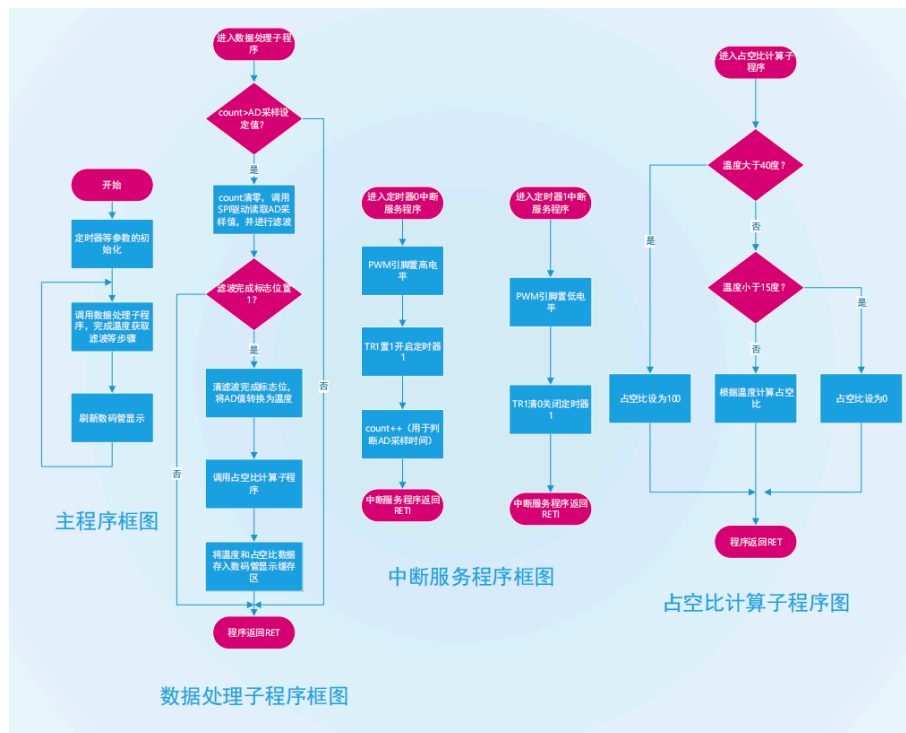 开始
定时器等参数的初
始化
调用数据处理子程
序，完成温度获取
滤波等步骤
刷新数码管显示
主程序框图
进入数据处理子程
序
count>AD采样设
定值？
是
否
count清零，调用
SPI驱动读取AD采
样值，并进行滤波
滤波完成标志位置
1？
是
否
清滤波完成标志位，
将AD值转换为温度
调用占空比计算子程
序
将温度和占空比数据
存入数码管显示缓存
区
程序返回RET
数据处理子程序框图
进入定时器0中断
服务程序
PWM引脚置高电
平
TR1置1开启定时器
1
count++（用于判
断AD采样时间）
中断服务程序返回
RETI
进入定时器1中断
服务程序
PWM引脚置低电
平
TR1清0关闭定时器
1
中断服务程序返回
RETI
中断服务程序框图
进入占空比计算子
程序
温度大于40度？
是
否
温度小于15度？
是
否
占空比设为100
根据温度计算占空
比
占空比设为0
程序返回RET
占空比计算子程序图